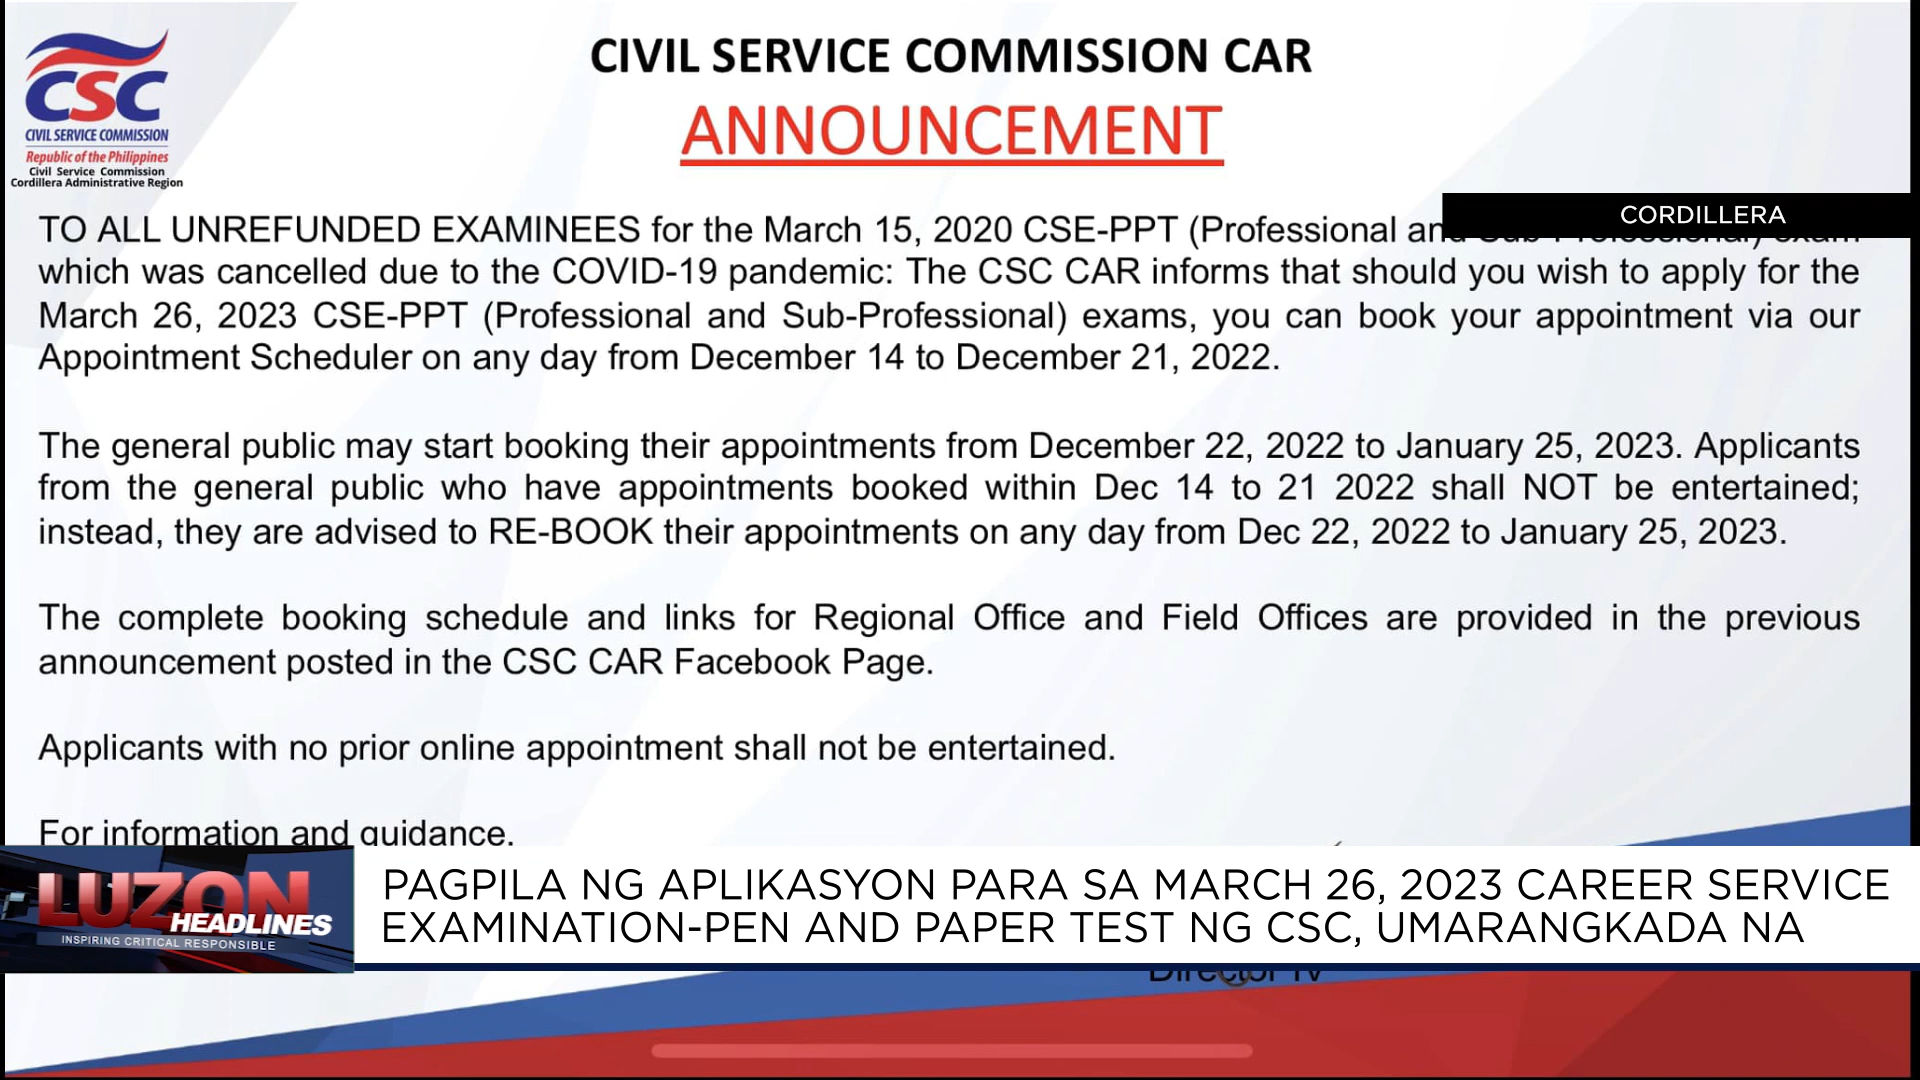 CSC
CIVIL SERVICE COMMISSION
Republic of the Philippines
Civil Service Commission
Cordillera Administrative Region
CIVIL SERVICE COMMISSION CAR
ANNOUNCEMENT
CORDILLERA
TO ALL UNREFUNDED EXAMINEES for the March 15, 2020 CSE-PPT (Professional and Sub-Professional) exam
which was cancelled due to the COVID-19 pandemic: The CSC CAR informs that should you wish to apply for the
March 26, 2023 CSE-PPT (Professional and Sub-Professional) exams, you can book your appointment via our
Appointment Scheduler on any day from December 14 to December 21, 2022.
The general public may start booking their appointments from December 22, 2022 to January 25, 2023. Applicants
from the general public who have appointments booked within Dec 14 to 21 2022 shall NOT be entertained;
instead, they are advised to RE-BOOK their appointments on any day from Dec 22, 2022 to January 25, 2023.
The complete booking schedule and links for Regional Office and Field Offices are provided in the previous
announcement posted in the CSC CAR Facebook Page.
Applicants with no prior online appointment shall not be entertained.
For information and guidance.
LUZON
HEADLINES
INSPIRING CRITICAL RESPONSIBLE
PAGPILA NG APLIKASYON PARA SA MARCH 26, 2023 CAREER SERVICE
EXAMINATION-PEN AND PAPER TEST NG CSC, UMARANGKADA NA
Director IV